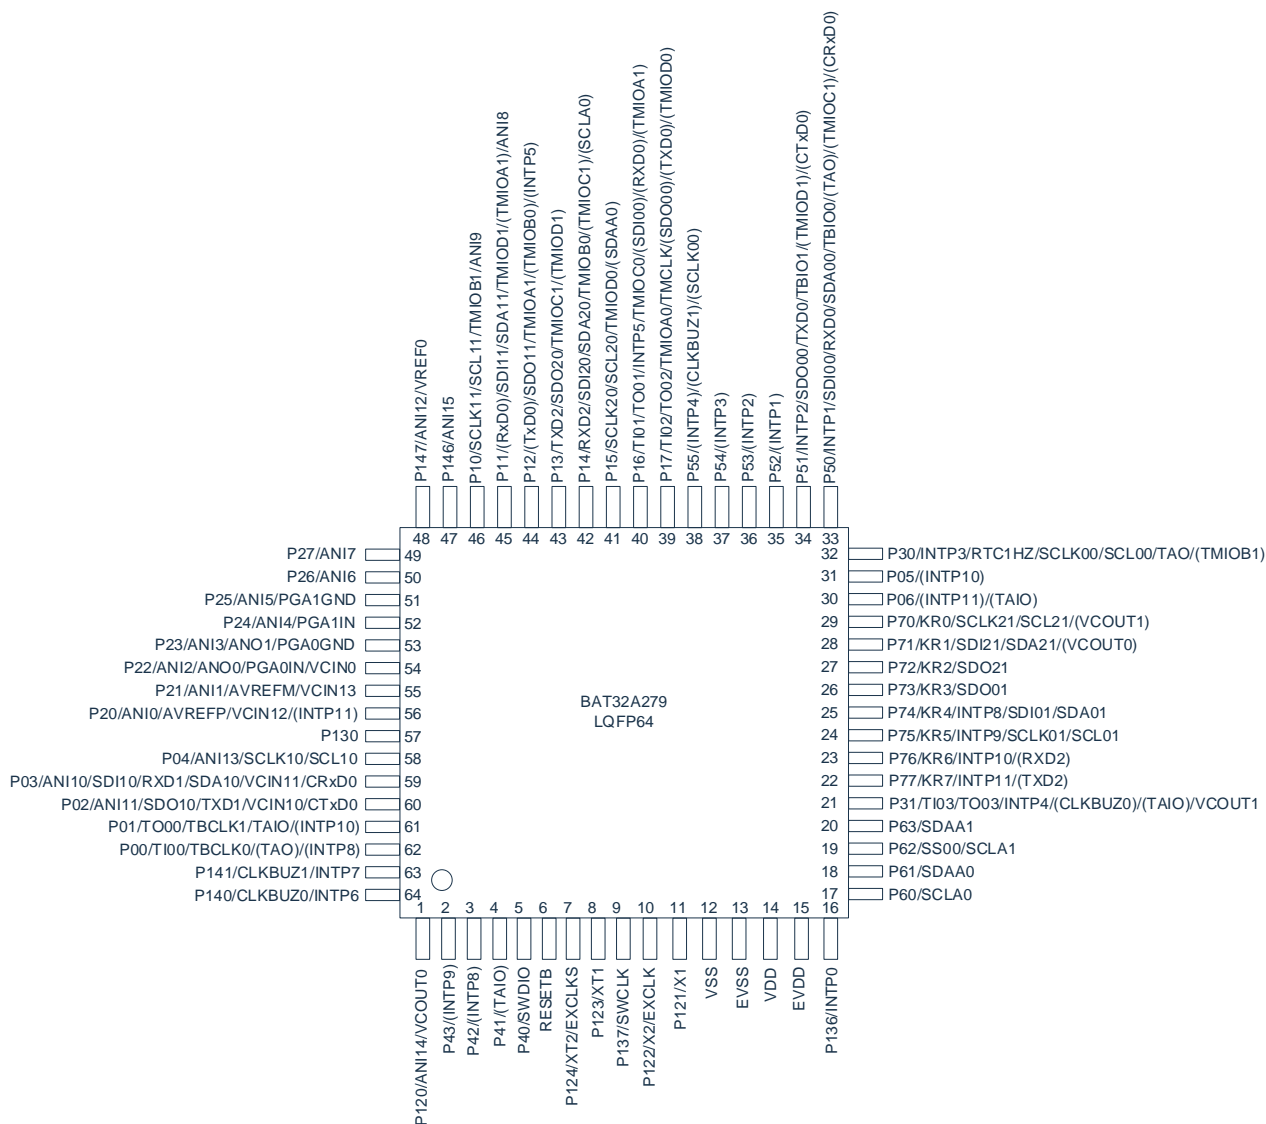 P147/ANI12/VREF0
P146/ANI15
P10/SCLK11/SCL11/TMIOB1/ANI9
P11/(RxD0)/SDI11/SDA11/TMIOD1/(TMIOA1)/ANI8
P12/(TxD0)/SDO11/TMIOA1/(TMIOB0)/(INTP5)
P13/TXD2/SDO20/TMIOC1/(TMIOD1)
P14/RXD2/SDI20/SDA20/TMIOB0/(TMIOC1)/(SCLA0)
P15/SCLK20/SCL20/TMIOD0/(SDAA0)
P16/TI01/TO01/INTP5/TMIOC0/(SDI00)/(RXD0)/(TMIOA1)
P17/TI02/TO02/TMIOA0/TMCLK/(SDO00)/(TXD0)/(TMIOD0)
P55/(INTP4)/(CLKBUZ1)/(SCLK00)
P54/(INTP3)
P53/(INTP2)
P52/(INTP1)
P51/INTP2/SDO00/TXD0/TBIO1/(TMIOD1)/(CTxD0)
P50/INTP1/SDI00/RXD0/SDA00/TBIO0/(TAO)/(TMIOC1)/(CRxD0)
48 47 46 45 44 43 42 41 40 39 38 37 36 35 34 33
P27/ANI7 49
P26/ANI6 50
P25/ANI5/PGA1GND 51
P24/ANI4/PGA1IN 52
P23/ANI3/ANO1/PGA0GND 53
P22/ANI2/ANO0/PGA0IN/VCIN0 54
P21/ANI1/AVREFM/VCIN13 55
P20/ANI0/AVREFP/VCIN12/(INTP11) 56
P130 57
P04/ANI13/SCLK10/SCL10 58
P03/ANI10/SDI10/RXD1/SDA10/VCIN11/CRxD0 59
P02/ANI11/SDO10/TXD1/VCIN10/CTxD0 60
P01/TO00/TBCLK1/TAIO/(INTP10) 61
P00/TI00/TBCLK0/(TAO)/(INTP8) 62
P141/CLKBUZ1/INTP7 63
P140/CLKBUZ0/INTP6 64
BAT32A279
LQFP64
32 P30/INTP3/RTC1HZ/SCLK00/SCL00/TAO/(TMIOB1)
31 P05/(INTP10)
30 P06/(INTP11)/(TAIO)
29 P70/KR0/SCLK21/SCL21/(VCOUT1)
28 P71/KR1/SDI21/SDA21/(VCOUT0)
27 P72/KR2/SDO21
26 P73/KR3/SDO01
25 P74/KR4/INTP8/SDI01/SDA01
24 P75/KR5/INTP9/SCLK01/SCL01
23 P76/KR6/INTP10/(RXD2)
22 P77/KR7/INTP11/(TXD2)
21 P31/TI03/TO03/INTP4/(CLKBUZ0)/(TAIO)/VCOUT1
20 P63/SDAA1
19 P62/SS00/SCLA1
18 P61/SDAA0
17 P60/SCLA0
1 2 3 4 5 6 7 8 9 10 11 12 13 14 15 16
P120/ANI14/VCOUT0
P43/(INTP9)
P42/(INTP8)
P41/(TAIO)
P40/SWDIO
RESETB
P124/XT2/EXCLKS
P123/XT1
P137/SWCLK
P122/X2/EXCLK
P121/X1
VSS
EVSS
VDD
EVDD
P136/INTP0